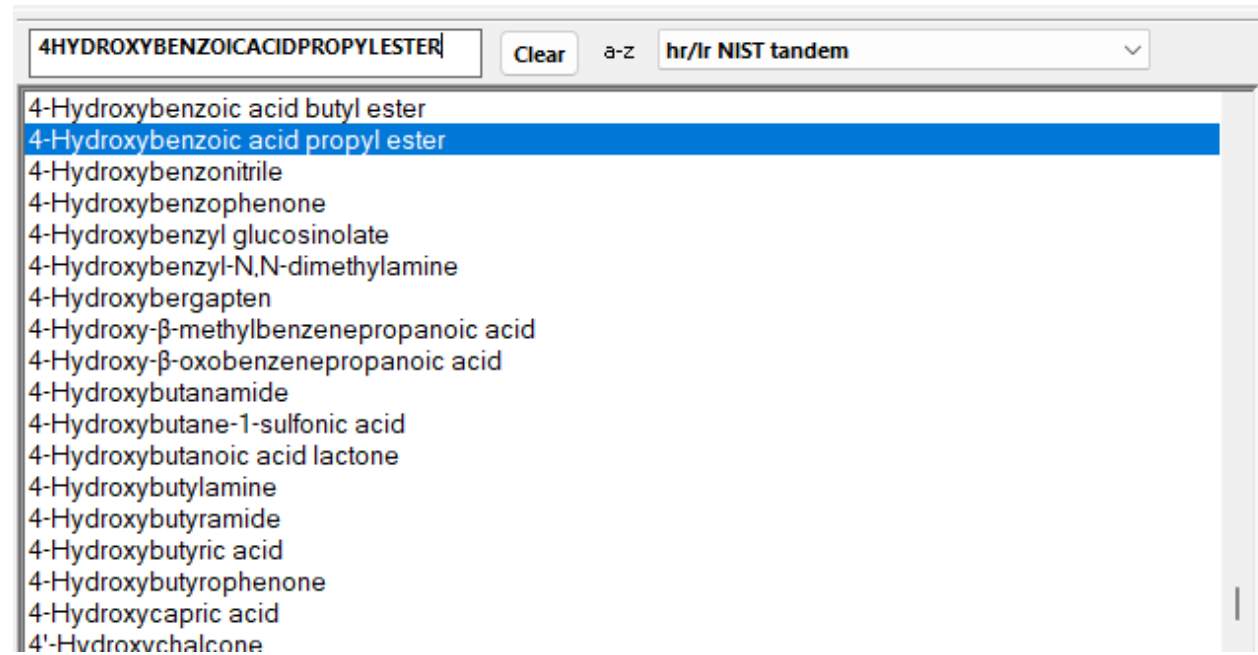 4HYDROXYBENZOICACIDPROPYLESTER Clear a-z hr/lr NIST tandem
4-Hydroxybenzoic acid butyl ester
4-Hydroxybenzoic acid propyl ester
4-Hydroxybenzonitrile
4-Hydroxybenzophenone
4-Hydroxybenzyl glucosinolate
4-Hydroxybenzyl-N,N-dimethylamine
4-Hydroxybergapten
4-Hydroxy-β-methylbenzenepropanoic acid
4-Hydroxy-β-oxobenzenepropanoic acid
4-Hydroxybutanamide
4-Hydroxybutane-1-sulfonic acid
4-Hydroxybutanoic acid lactone
4-Hydroxybutylamine
4-Hydroxybutyramide
4-Hydroxybutyric acid
4-Hydroxybutyrophenone
4-Hydroxycapric acid
4'-Hydroxychalcone